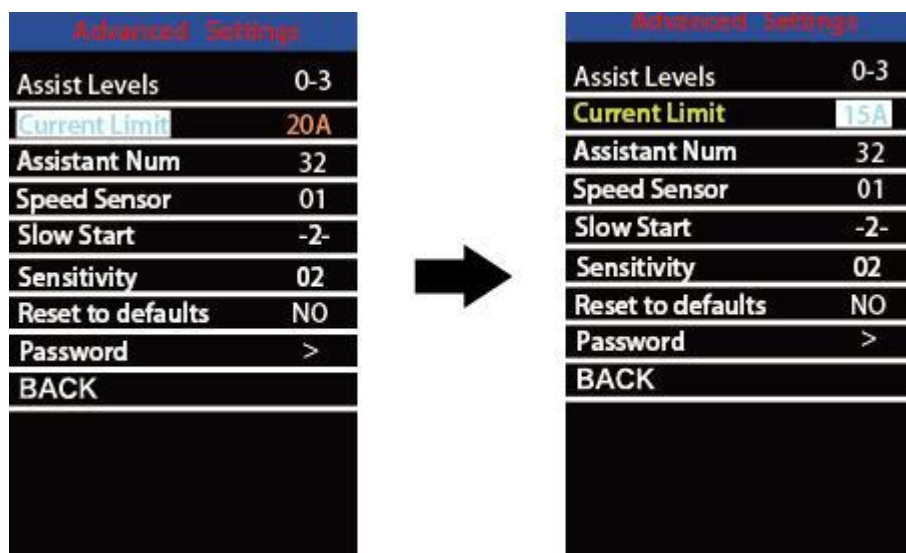 Advanced Settings
Assist Levels 0-3
Current Limit 20A
Assistant Num 32
Speed Sensor 01
Slow Start -2-
Sensitivity 02
Reset to defaults NO
Password >
BACK
Advanced Settings
Assist Levels 0-3
Current Limit 15A
Assistant Num 32
Speed Sensor 01
Slow Start -2-
Sensitivity 02
Reset to defaults NO
Password >
BACK